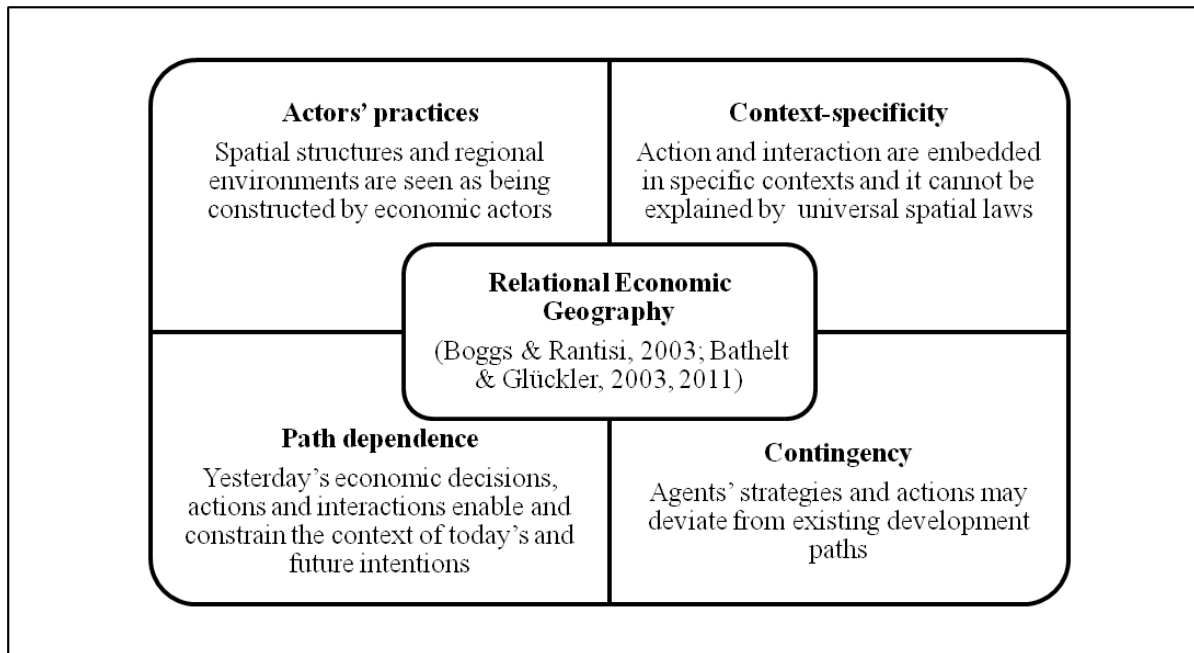 Actors’ practices
Spatial structures and regional
environments are seen as being
constructed by economic actors
Context-specificity
Action and interaction are embedded
in specific contexts and it cannot be
explained by universal spatial laws
Relational Economic
Geography
(Boggs & Rantisi, 2003; Bathelt
& Glückler, 2003, 2011)
Path dependence
Yesterday’s economic decisions,
actions and interactions enable and
constrain the context of today’s and
future intentions
Contingency
Agents’ strategies and actions may
deviate from existing development
paths